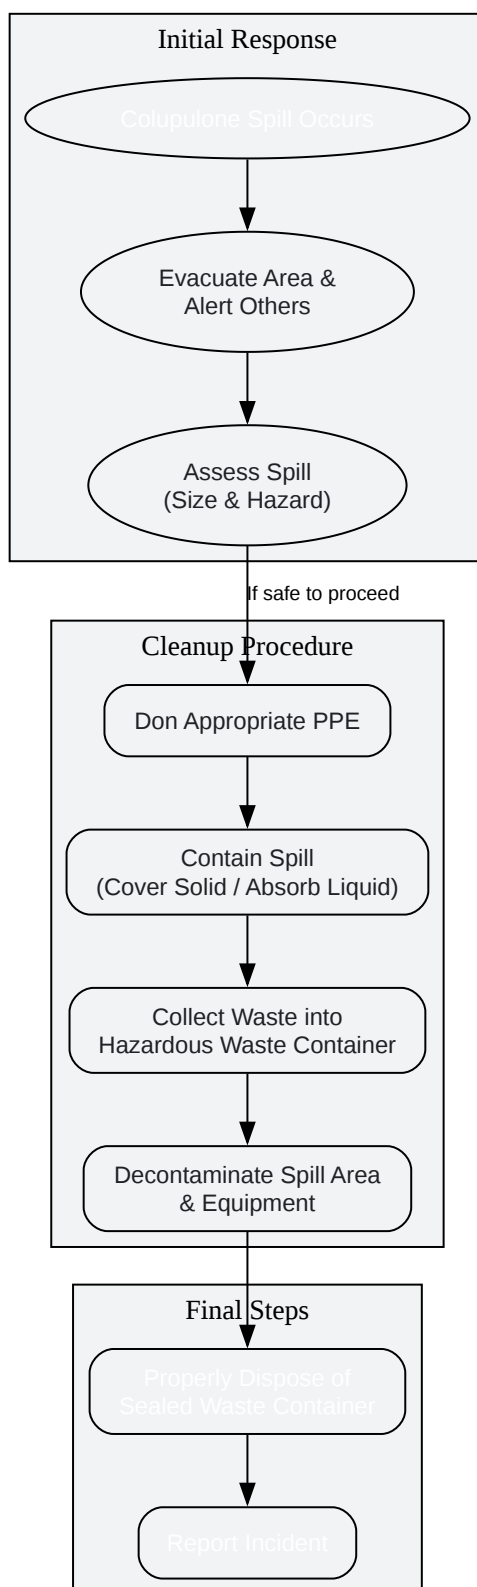 Initial Response
Colupulone Spill Occurs
Evacuate Area &
Alert Others
Assess Spill
(Size & Hazard)
If safe to proceed
Cleanup Procedure
Don Appropriate PPE
Contain Spill
(Cover Solid / Absorb Liquid)
Collect Waste into
Hazardous Waste Container
Decontaminate Spill Area
& Equipment
Final Steps
Properly Dispose of
Sealed Waste Container
Report Incident